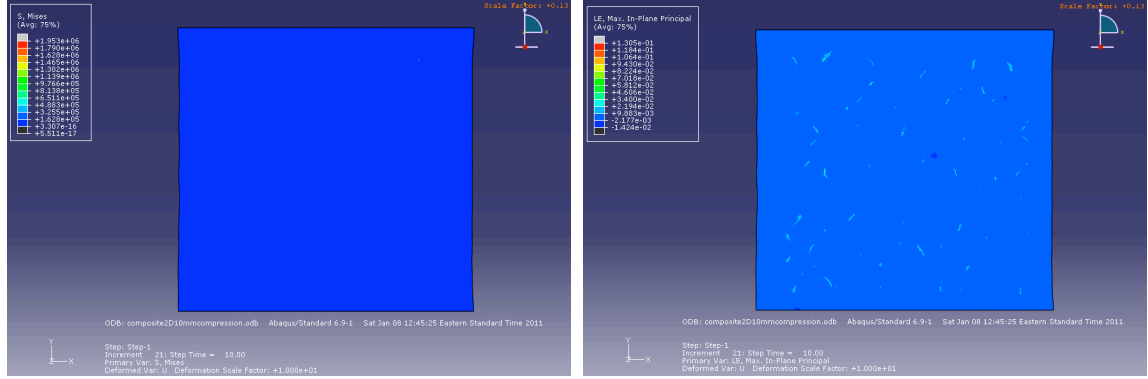 Scale Factor: +0.13
S, Mises
(Avg: 75%)
+1.953e+06
+1.790e+06
+1.628e+06
+1.465e+06
+1.302e+06
+1.139e+06
+9.766e+05
+8.138e+05
+6.511e+05
+4.883e+05
+3.255e+05
+1.628e+05
+3.307e-16
+5.511e-17
x
ODB: composite2D10mmcompression.odb Abaqus/Standard 6.9-1 Sat Jan 08 12:45:25 Eastern Standard Time 2011
Y
Z X
Step: Step-1
Increment 21: Step Time = 10.00
Primary Var: S, Mises
Deformed Var: U Deformation Scale Factor: +1.000e+01
Scale Factor: +0.13
LE, Max. In-Plane Principal
(Avg: 75%)
+1.305e-01
+1.184e-01
+1.064e-01
+9.430e-02
+8.224e-02
+7.018e-02
+5.812e-02
+4.606e-02
+3.400e-02
+2.194e-02
+9.883e-03
-2.177e-03
-1.424e-02
x
ODB: composite2D10mmcompression.odb Abaqus/Standard 6.9-1 Sat Jan 08 12:45:25 Eastern Standard Time 2011
Y
Z X
Step: Step-1
Increment 21: Step Time = 10.00
Primary Var: LE, Max. In-Plane Principal
Deformed Var: U Deformation Scale Factor: +1.000e+01